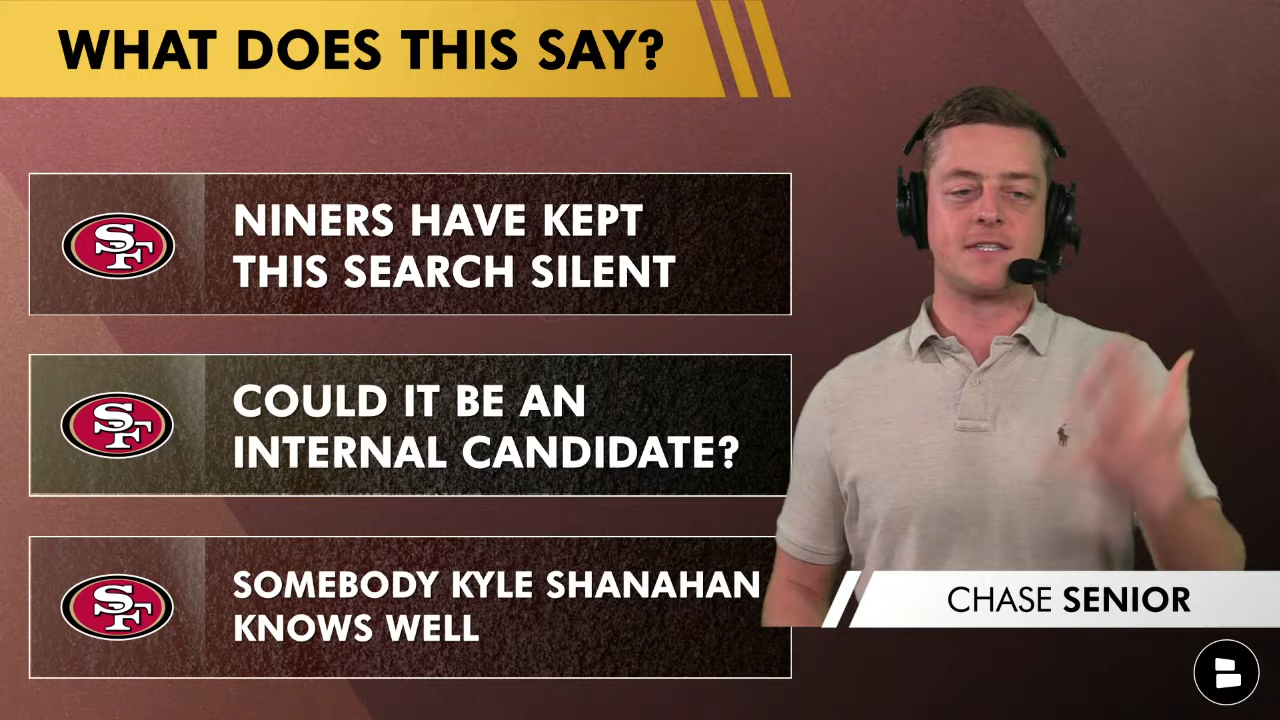 WHAT DOES THIS SAY?
SF
NINERS HAVE KEPT
THIS SEARCH SILENT
SF
COULD IT BE AN
INTERNAL CANDIDATE?
SF
SOMEBODY KYLE SHANAHAN
KNOWS WELL
CHASE SENIOR